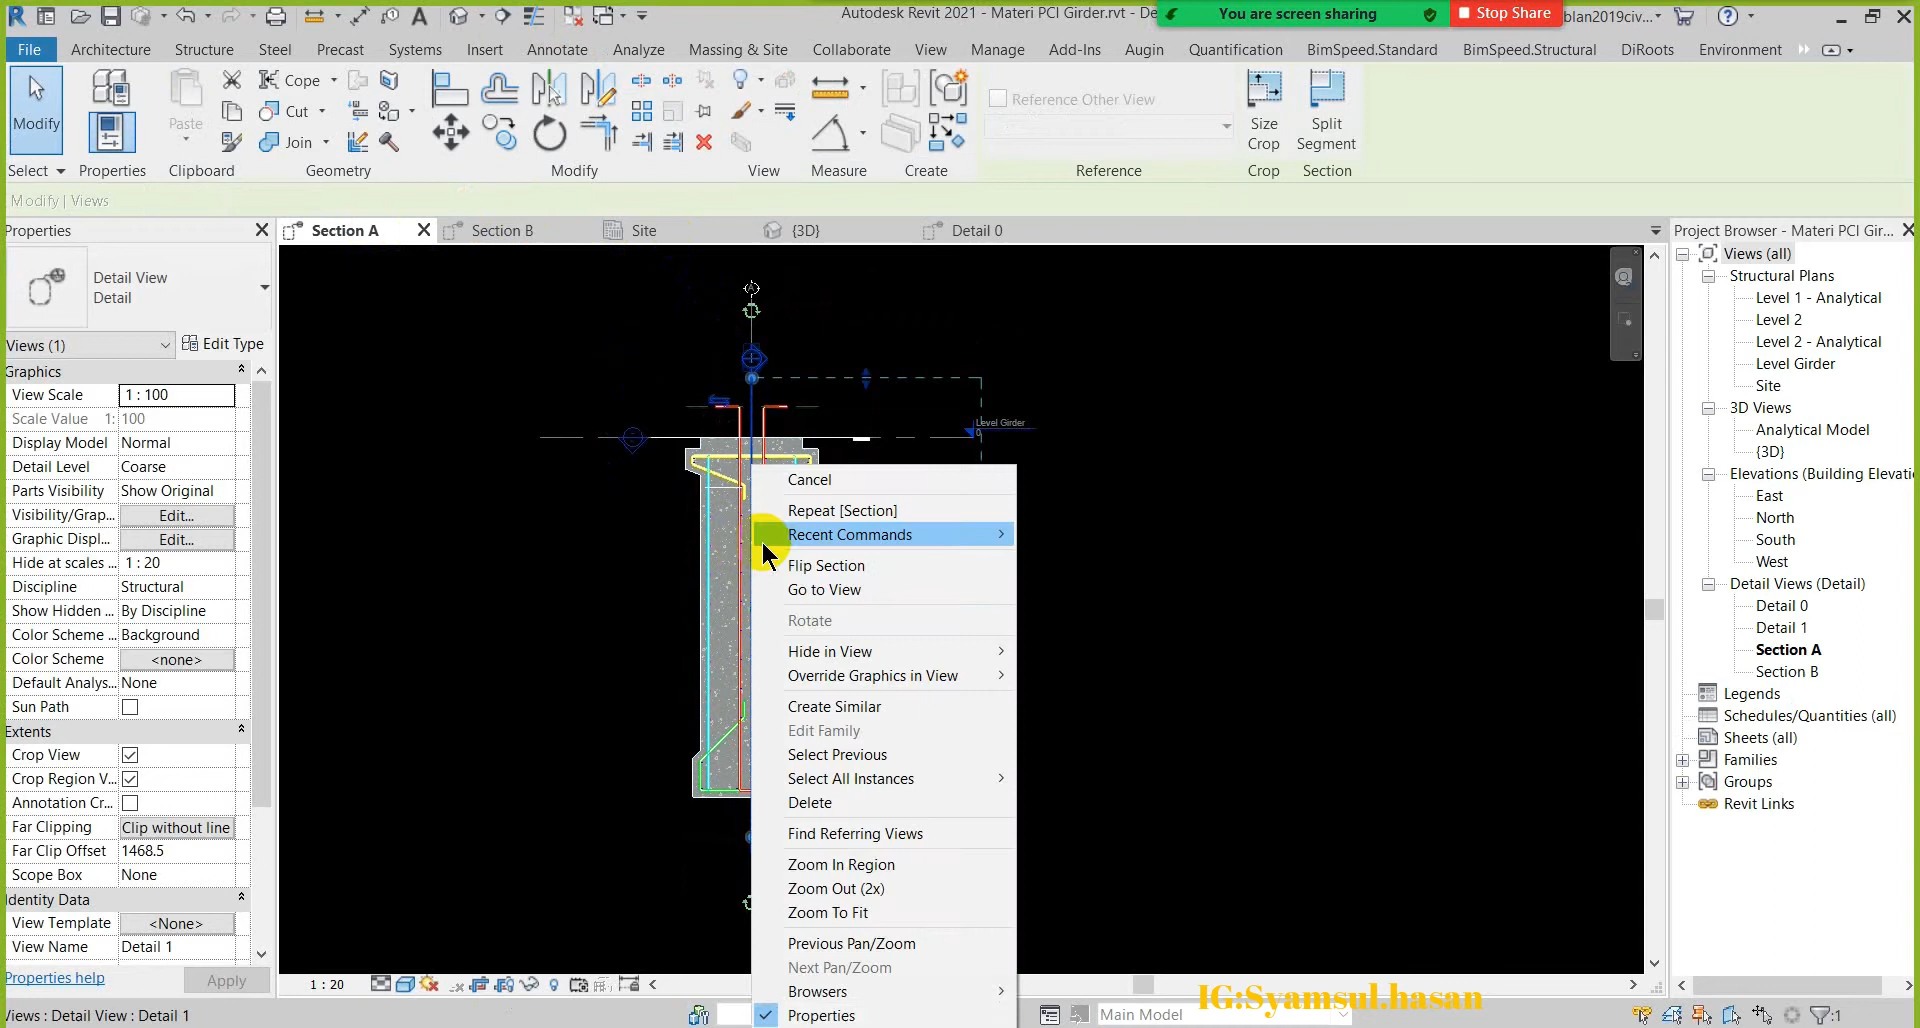 Autodesk Revit 2021 - Materi PCI Girder.rvt - De
You are screen sharing
Stop Share
blan2019civ...
File
Architecture
Structure
Steel
Precast
Systems
Insert
Annotate
Analyze
Massing & Site
Collaborate
View
Manage
Add-Ins
Augin
Quantification
BimSpeed.Standard
BimSpeed.Structural
DiRoots
Environment
Modify
Paste
Cope
Cut
Join
Reference Other View
Size
Crop
Split
Segment
Select
Properties
Clipboard
Geometry
Modify
View
Measure
Create
Reference
Crop
Section
Modify | Views
Properties
Section A
Section B
Site
{3D}
Detail 0
Project Browser - Materi PCI Gir...
Detail View
Detail
Views (1)
Edit Type
Graphics
View Scale 1 : 100
Scale Value 1: 100
Display Model Normal
Detail Level Coarse
Parts Visibility Show Original
Visibility/Grap... Edit...
Graphic Displ... Edit...
Hide at scales ... 1 : 20
Discipline Structural
Show Hidden ... By Discipline
Color Scheme ... Background
Color Scheme <none>
Default Analys... None
Sun Path
Extents
Crop View
Crop Region V...
Annotation Cr...
Far Clipping Clip without line
Far Clip Offset 1468.5
Scope Box None
Identity Data
View Template <None>
View Name Detail 1
Properties help
Apply
A
Level Girder
0
Cancel
Repeat [Section]
Recent Commands
Flip Section
Go to View
Rotate
Hide in View
Override Graphics in View
Create Similar
Edit Family
Select Previous
Select All Instances
Delete
Find Referring Views
Zoom In Region
Zoom Out (2x)
Zoom To Fit
Previous Pan/Zoom
Next Pan/Zoom
Browsers
Properties
Views (all)
Structural Plans
Level 1 - Analytical
Level 2
Level 2 - Analytical
Level Girder
Site
3D Views
Analytical Model
{3D}
Elevations (Building Elevati
East
North
South
West
Detail Views (Detail)
Detail 0
Detail 1
Section A
Section B
Legends
Schedules/Quantities (all)
Sheets (all)
Families
Groups
Revit Links
1 : 20
IG:Syamsul.hasan
Views : Detail View : Detail 1
Main Model
:1